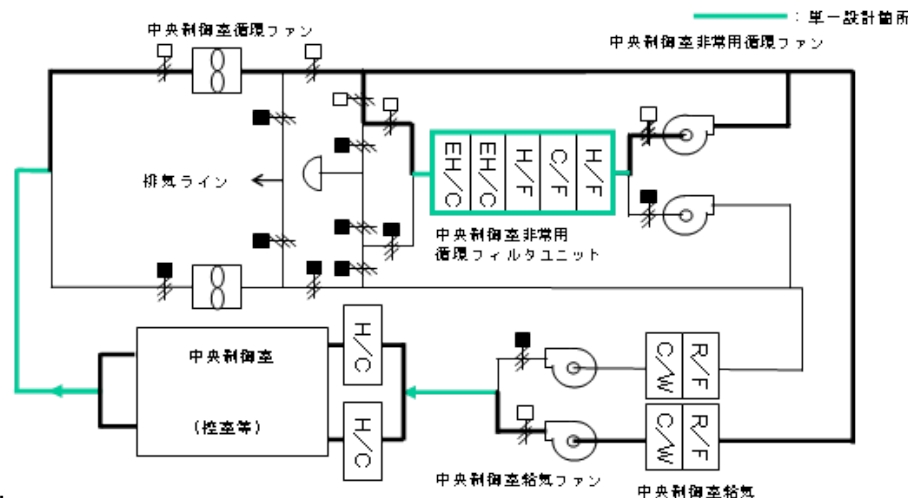 ：単一設計箇所
中央制御室循環ファン
中央制御室非常用循環ファン
排気ライン
EH/C
EH/C
H/F
C/F
H/F
中央制御室非常用
循環フィルタユニット
中央制御室
(控室等)
H/C
H/C
C/W
R/F
C/W
R/F
中央制御室給気ファン
中央制御室給気